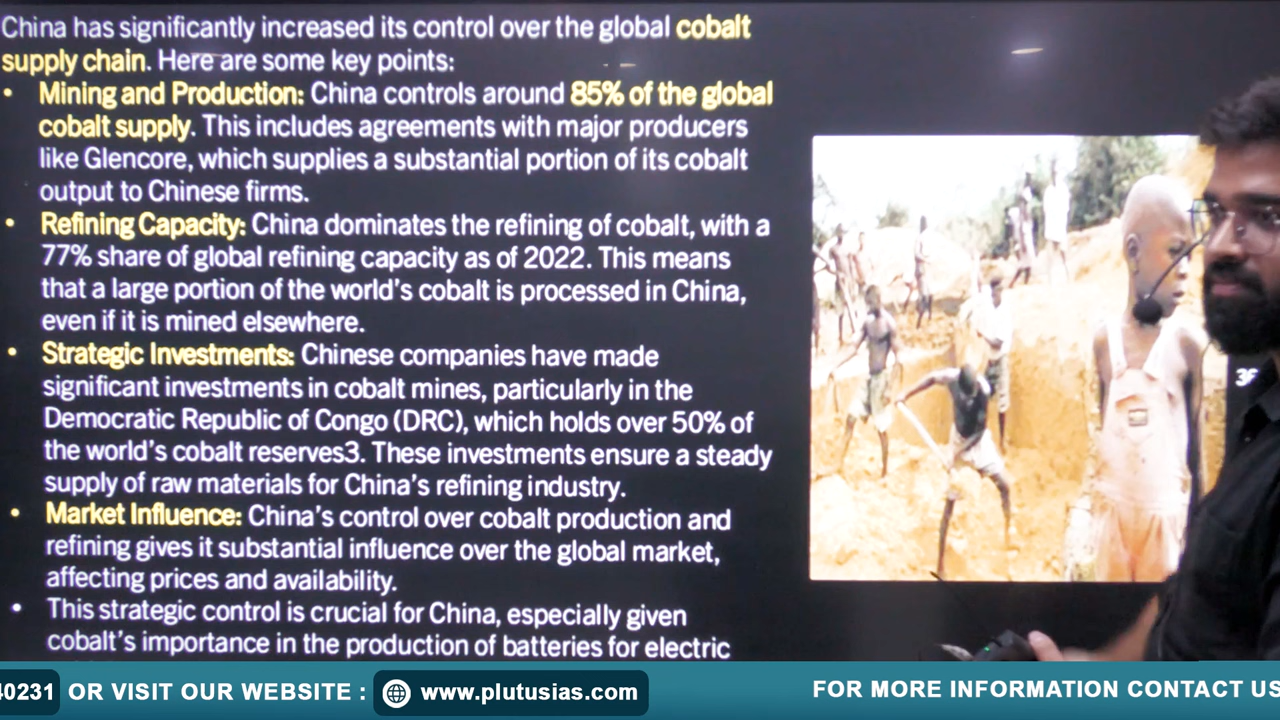 China has significantly increased its control over the global cobalt
supply chain. Here are some key points:
• Mining and Production: China controls around 85% of the global
cobalt supply. This includes agreements with major producers
like Glencore, which supplies a substantial portion of its cobalt
output to Chinese firms.
• Refining Capacity: China dominates the refining of cobalt, with a
77% share of global refining capacity as of 2022. This means
that a large portion of the world's cobalt is processed in China,
even if it is mined elsewhere.
• Strategic Investments: Chinese companies have made
significant investments in cobalt mines, particularly in the
Democratic Republic of Congo (DRC), which holds over 50% of
the world's cobalt reserves3. These investments ensure a steady
supply of raw materials for China's refining industry.
• Market Influence: China's control over cobalt production and
refining gives it substantial influence over the global market,
affecting prices and availability.
• This strategic control is crucial for China, especially given
cobalt's importance in the production of batteries for electric
36
40231 OR VISIT OUR WEBSITE : www.plutusias.com FOR MORE INFORMATION CONTACT US